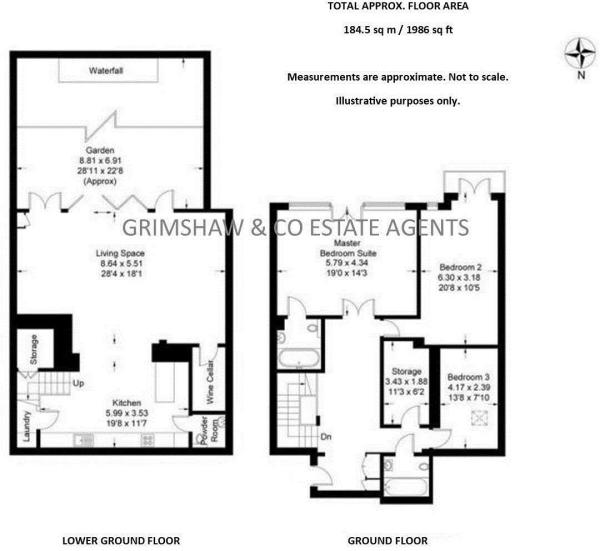 TOTAL APPROX. FLOOR AREA
184.5 sq m / 1986 sq ft
Measurements are approximate. Not to scale.
Illustrative purposes only.
N
Waterfall
Garden
8.81 x 6.91
28'11 x 22'8
(Approx)
GRIMSHAW & CO ESTATE AGENTS
Living Space
8.64 x 5.51
28'4 x 18'1
Master
Bedroom Suite
5.79 x 4.34
19'0 x 14'3
Bedroom 2
6.30 x 3.18
20'8 x 10'5
Storage
Up
Wine Cellar
Kitchen
5.99 x 3.53
19'8 x 11'7
Laundry
Powder
Room
Storage
3.43 x 1.88
11'3 x 6'2
Bedroom 3
4.17 x 2.39
13'8 x 7'10
Dn
LOWER GROUND FLOOR
GROUND FLOOR